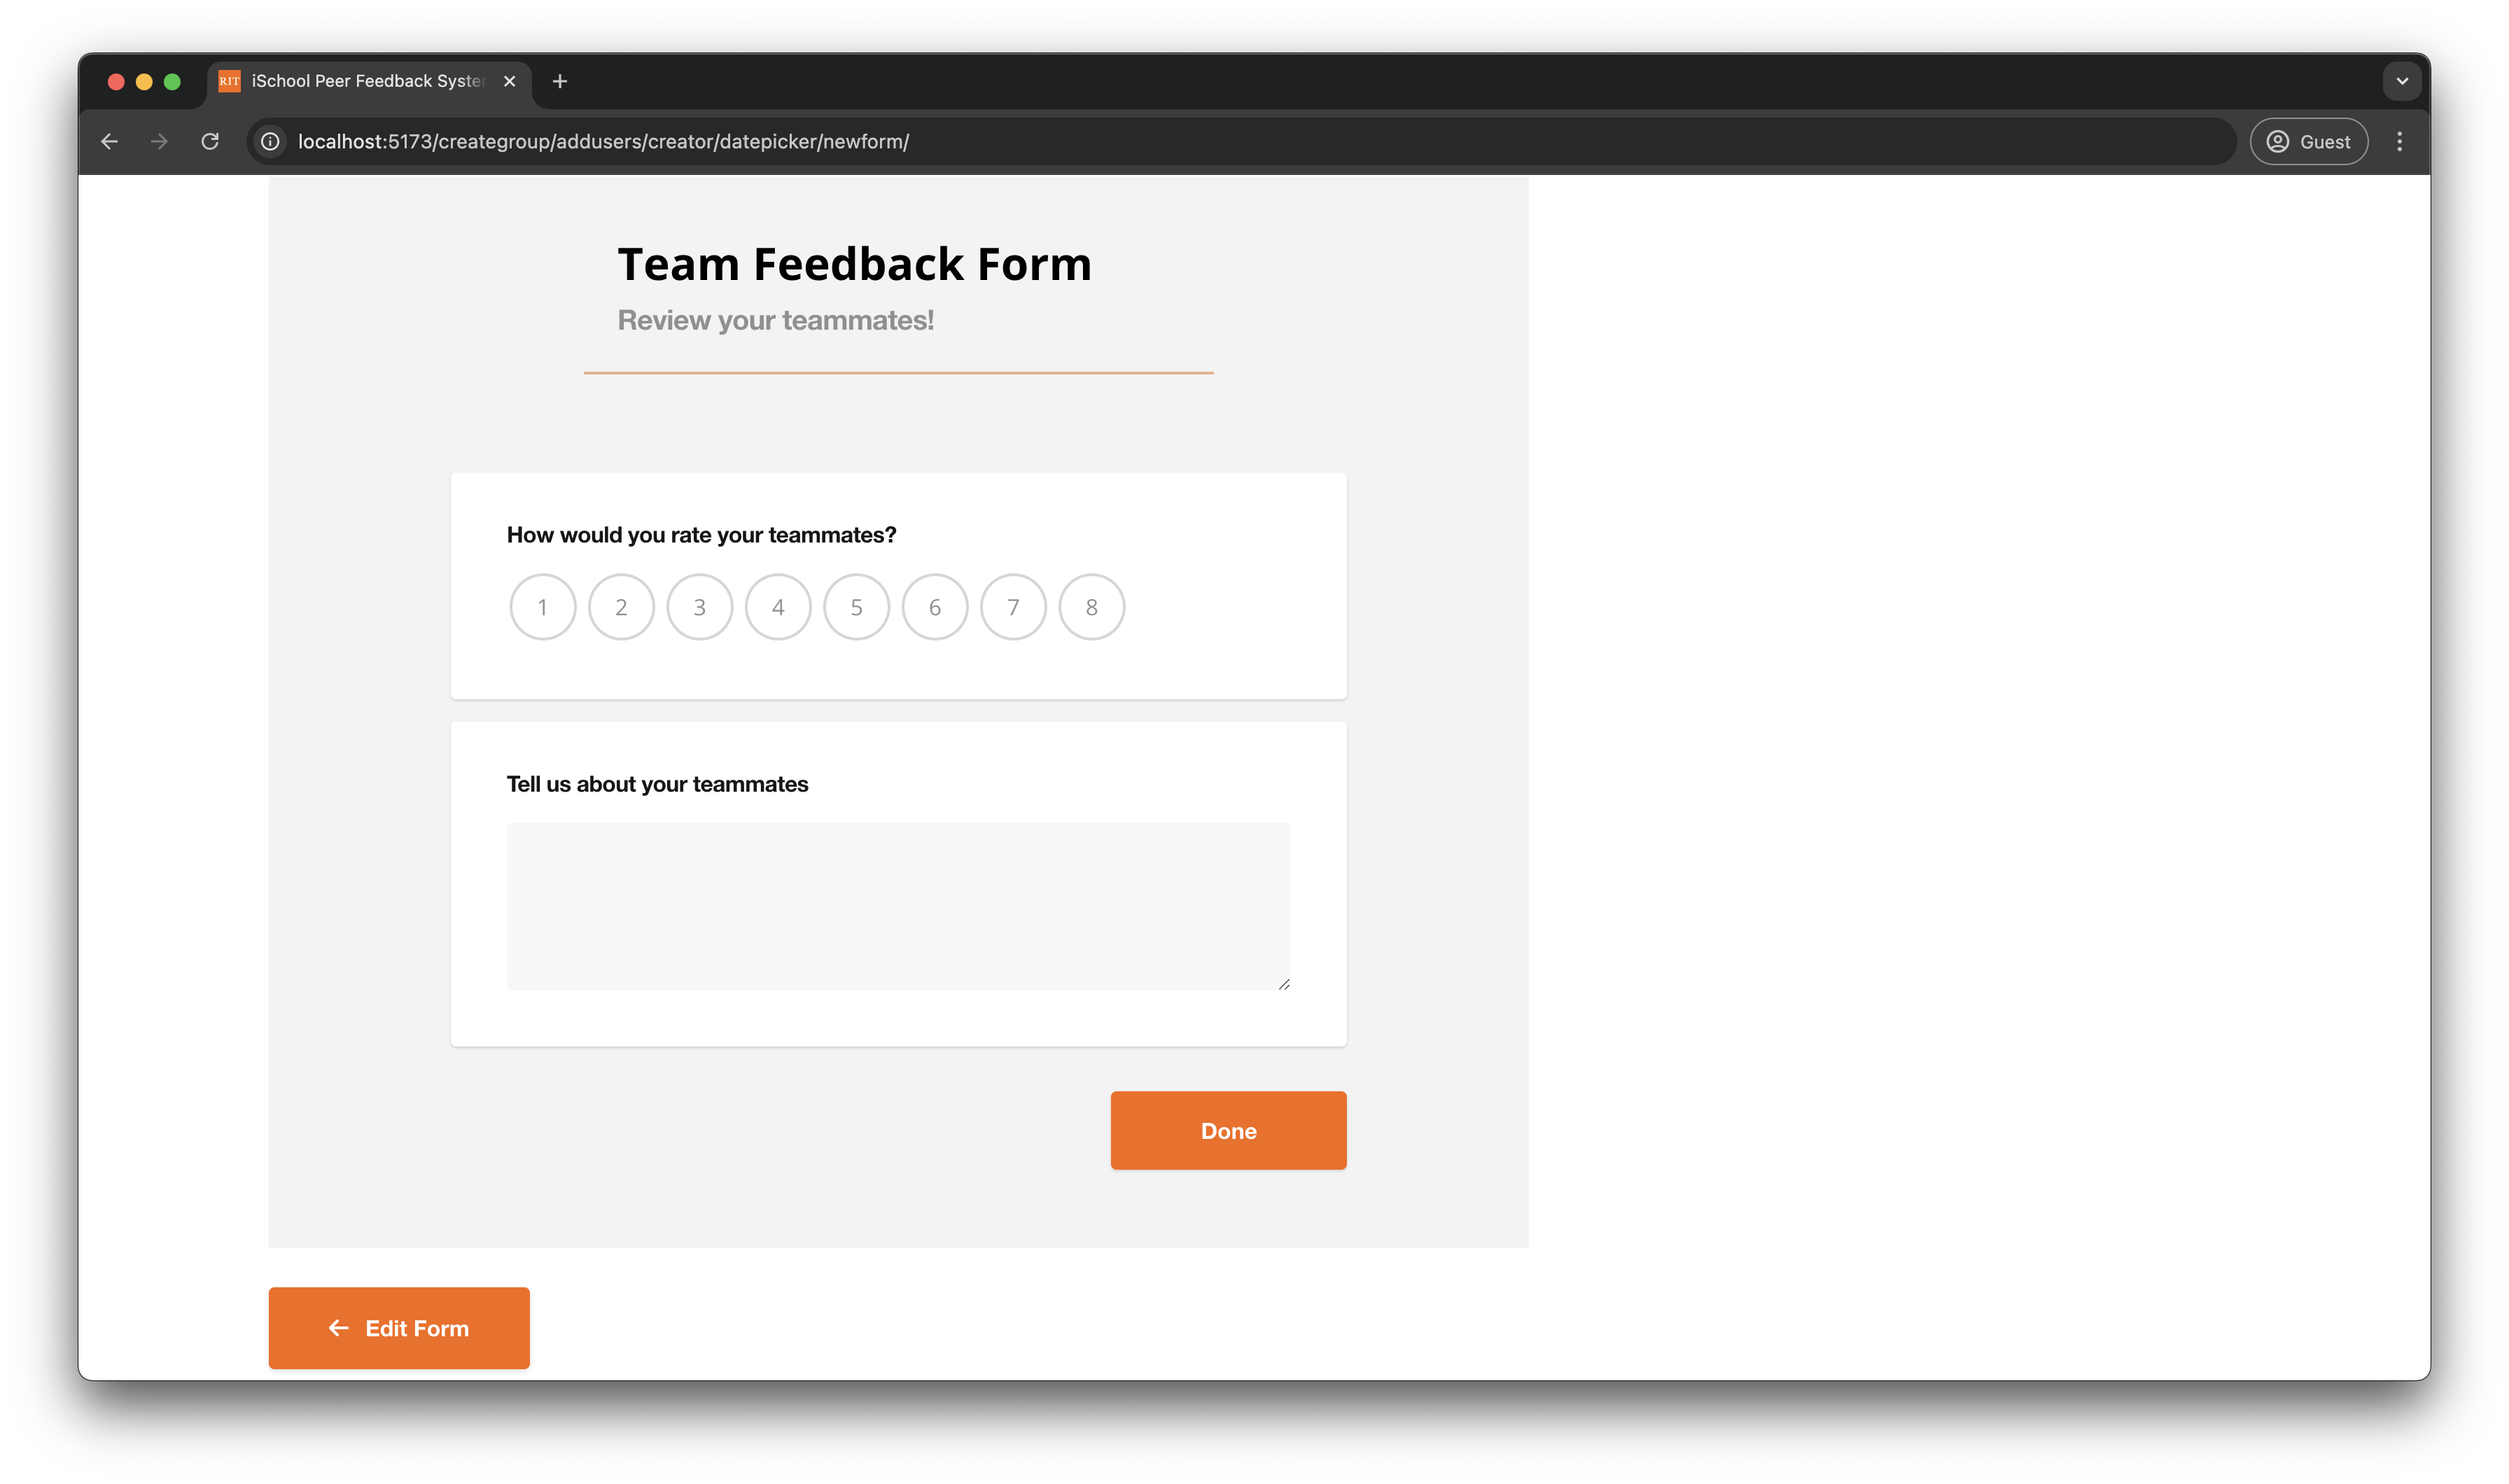 RIT iSchool Peer Feedback Syste
localhost:5173/creategroup/addusers/creator/datepicker/newform/
Guest
Team Feedback Form
Review your teammates!
How would you rate your teammates?
1 2 3 4 5 6 7 8
Tell us about your teammates
Done
Edit Form